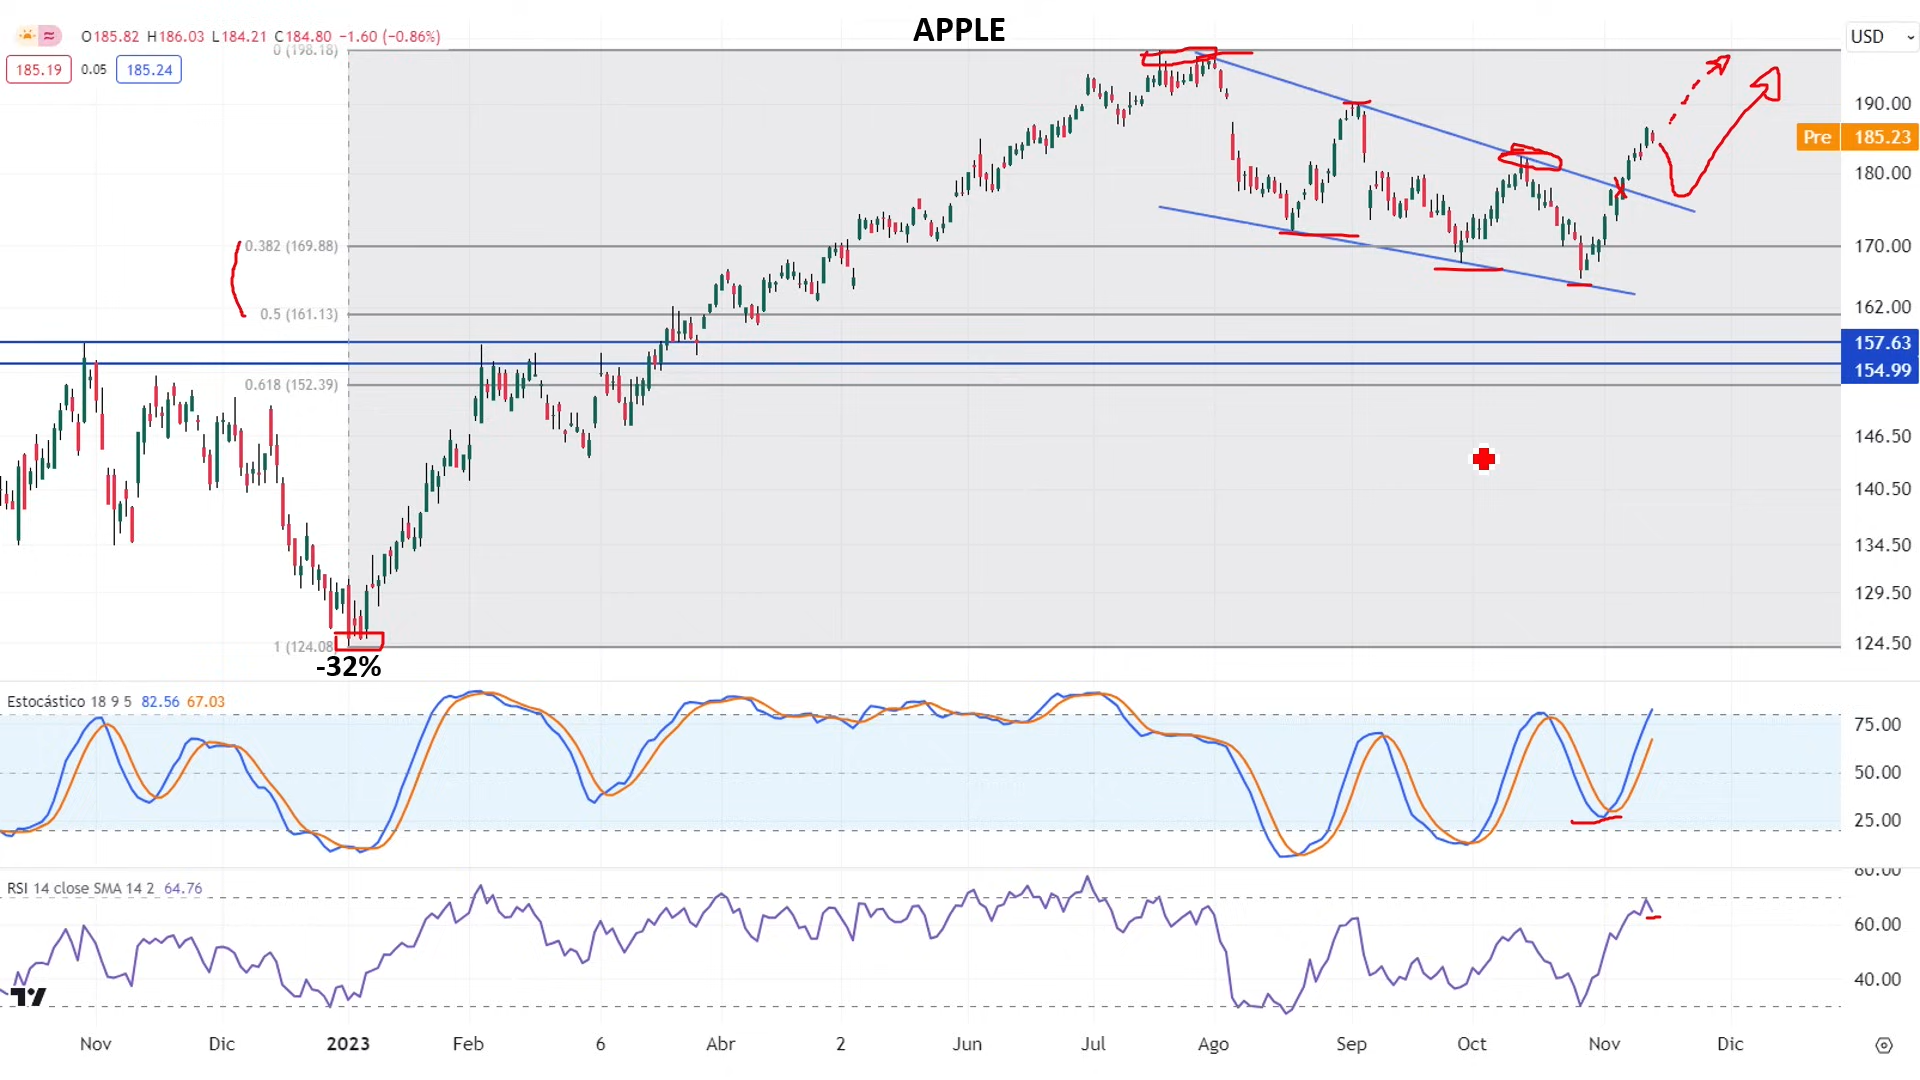 APPLE
O185.82 H186.03 L184.21 C184.80 −1.60 (−0.86%)
USD
0 (198.18)
185.19 0.05 185.24
190.00
Pre 185.23
180.00
0.382 (169.88)
170.00
0.5 (161.13)
162.00
157.63
154.99
0.618 (152.39)
146.50
140.50
134.50
129.50
1 (124.08
124.50
-32%
Estocástico 18 9 5 82.56 67.03
75.00
50.00
25.00
80.00
RSI 14 close SMA 14 2 64.76
60.00
40.00
Nov Dic 2023 Feb 6 Abr 2 Jun Jul Ago Sep Oct Nov Dic